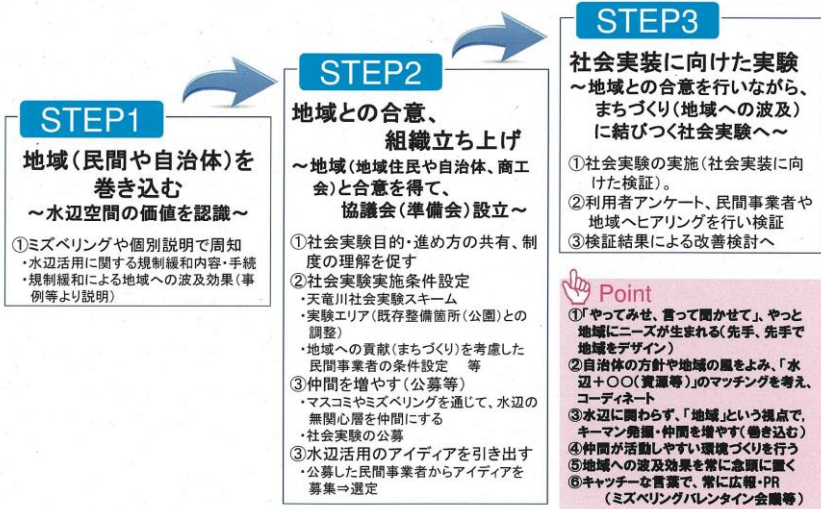 STEP1
地域(民間や自治体)を
巻き込む
~水辺空間の価値を認識~
①ミズベリングや個別説明で周知
・水辺活用に関する規制緩和内容・手続
・規制緩和による地域への波及効果(事
例等より説明)
STEP2
地域との合意、
組織立ち上げ
~地域(地域住民や自治体、商工
会)と合意を得て、
協議会(準備会)設立~
①社会実験目的・進め方の共有、制
度の理解を促す
②社会実験実施条件設定
・天竜川社会実験スキーム
・実験エリア(既存整備箇所(公園)との
調整)
・地域への貢献(まちづくり)を考慮した
民間事業者の条件設定 等
③仲間を増やす(公募等)
・マスコミやミズベリングを通じて、水辺の
無関心層を仲間にする
・社会実験の公募
③水辺活用のアイディアを引き出す
・公募した民間事業者からアイディアを
募集⇒選定
STEP3
社会実装に向けた実験
~地域との合意を行いながら、
まちづくり(地域への波及)
に結びつく社会実験へ~
①社会実験の実施(社会実装に向
けた検証)。
②利用者アンケート、民間事業者や
地域へヒアリングを行い検証
③検証結果による改善検討へ
Point
①「やってみせ、言って聞かせて」、やっと
地域にニーズが生まれる(先手、先手で
地域をデザイン)
②自治体の方針や地域の風をよみ、「水
辺+○○(資源等)」のマッチングを考え、
コーディネート
③水辺に関わらず、「地域」という視点で、
キーマン発掘・仲間を増やす(巻き込む)
④仲間が活動しやすい環境づくりを行う
⑤地域への波及効果を常に念頭に置く
⑥キャッチーな言葉で、常に広報・PR
(ミズベリングバレンタイン会議等)